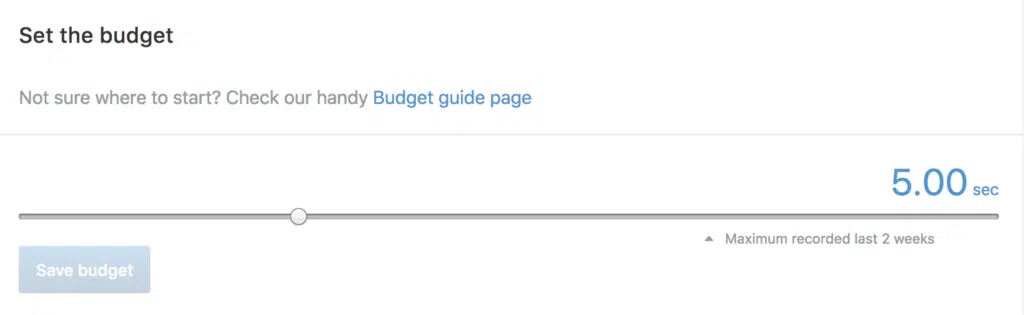 Set the budget
Not sure where to start? Check our handy Budget guide page
5.00 sec
Maximum recorded last 2 weeks
Save budget